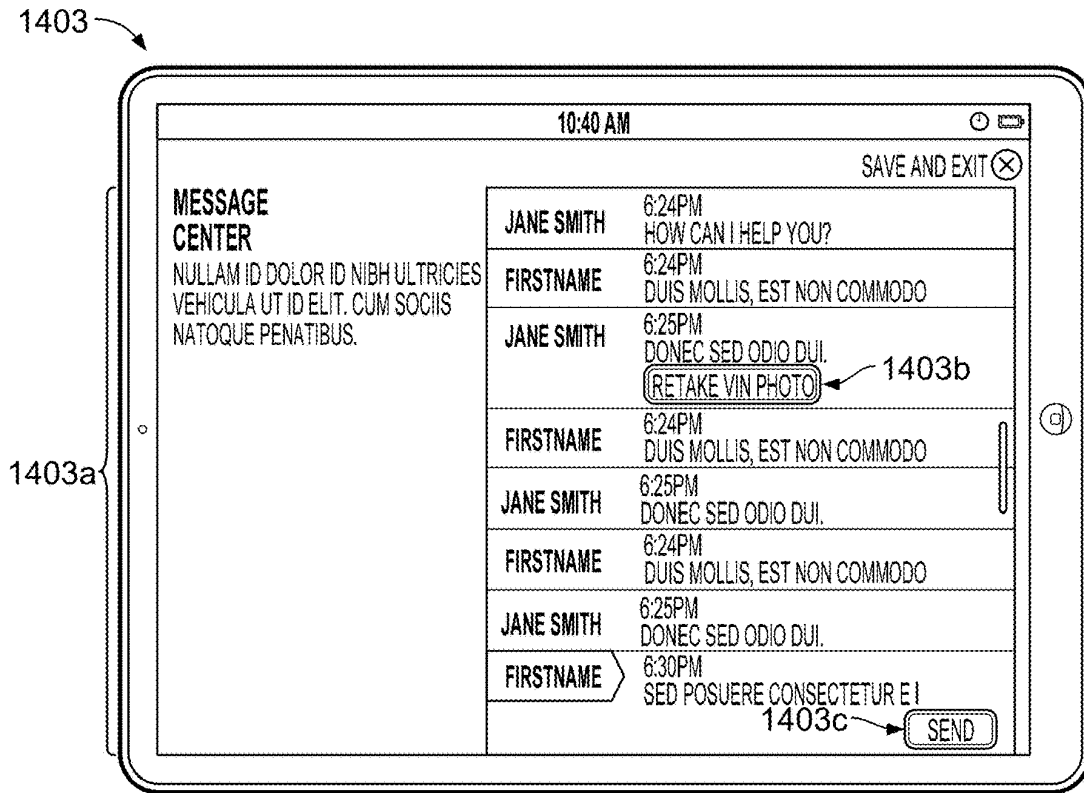 1403
10:40 AM
SAVE AND EXIT
MESSAGE
CENTER
NULLAM ID DOLOR ID NIBH ULTRICIES
VEHICULA UT ID ELIT. CUM SOCIIS
NATOQUE PENATIBUS.
1403a
JANE SMITH
6:24PM
HOW CAN I HELP YOU?
FIRSTNAME
6:24PM
DUIS MOLLIS, EST NON COMMODO
JANE SMITH
6:25PM
DONEC SED ODIO DUI.
RETAKE VIN PHOTO
1403b
FIRSTNAME
6:24PM
DUIS MOLLIS, EST NON COMMODO
JANE SMITH
6:25PM
DONEC SED ODIO DUI.
FIRSTNAME
6:24PM
DUIS MOLLIS, EST NON COMMODO
JANE SMITH
6:25PM
DONEC SED ODIO DUI.
FIRSTNAME
6:30PM
SED POSUERE CONSECTETUR E
1403c
SEND